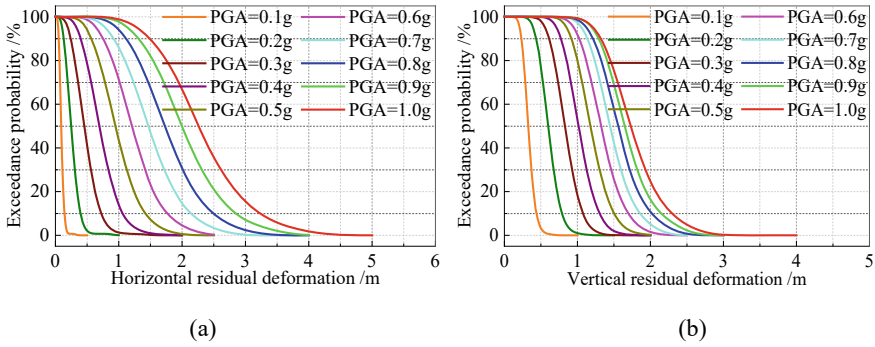 100
80
60
40
20
0
Exceedance probability /%
PGA=0.1g PGA=0.6g
PGA=0.2g PGA=0.7g
PGA=0.3g PGA=0.8g
PGA=0.4g PGA=0.9g
PGA=0.5g PGA=1.0g
0 1 2 3 4 5 6
Horizontal residual deformation /m
(a)
100
80
60
40
20
0
Exceedance probability /%
PGA=0.1g PGA=0.6g
PGA=0.2g PGA=0.7g
PGA=0.3g PGA=0.8g
PGA=0.4g PGA=0.9g
PGA=0.5g PGA=1.0g
0 1 2 3 4 5
Vertical residual deformation /m
(b)